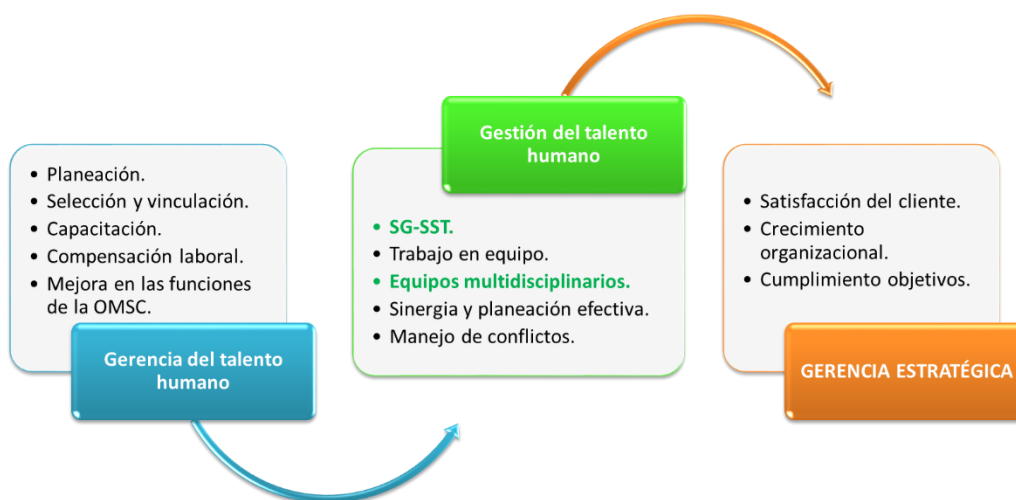 • Planeación.
• Selección y vinculación.
• Capacitación.
• Compensación laboral.
• Mejora en las funciones
de la OMSC.
Gerencia del talento
humano
Gestión del talento
humano
• SG-SST.
• Trabajo en equipo.
• Equipos multidisciplinarios.
• Sinergia y planeación efectiva.
• Manejo de conflictos.
• Satisfacción del cliente.
• Crecimiento
organizacional.
• Cumplimiento objetivos.
GERENCIA ESTRATÉGICA